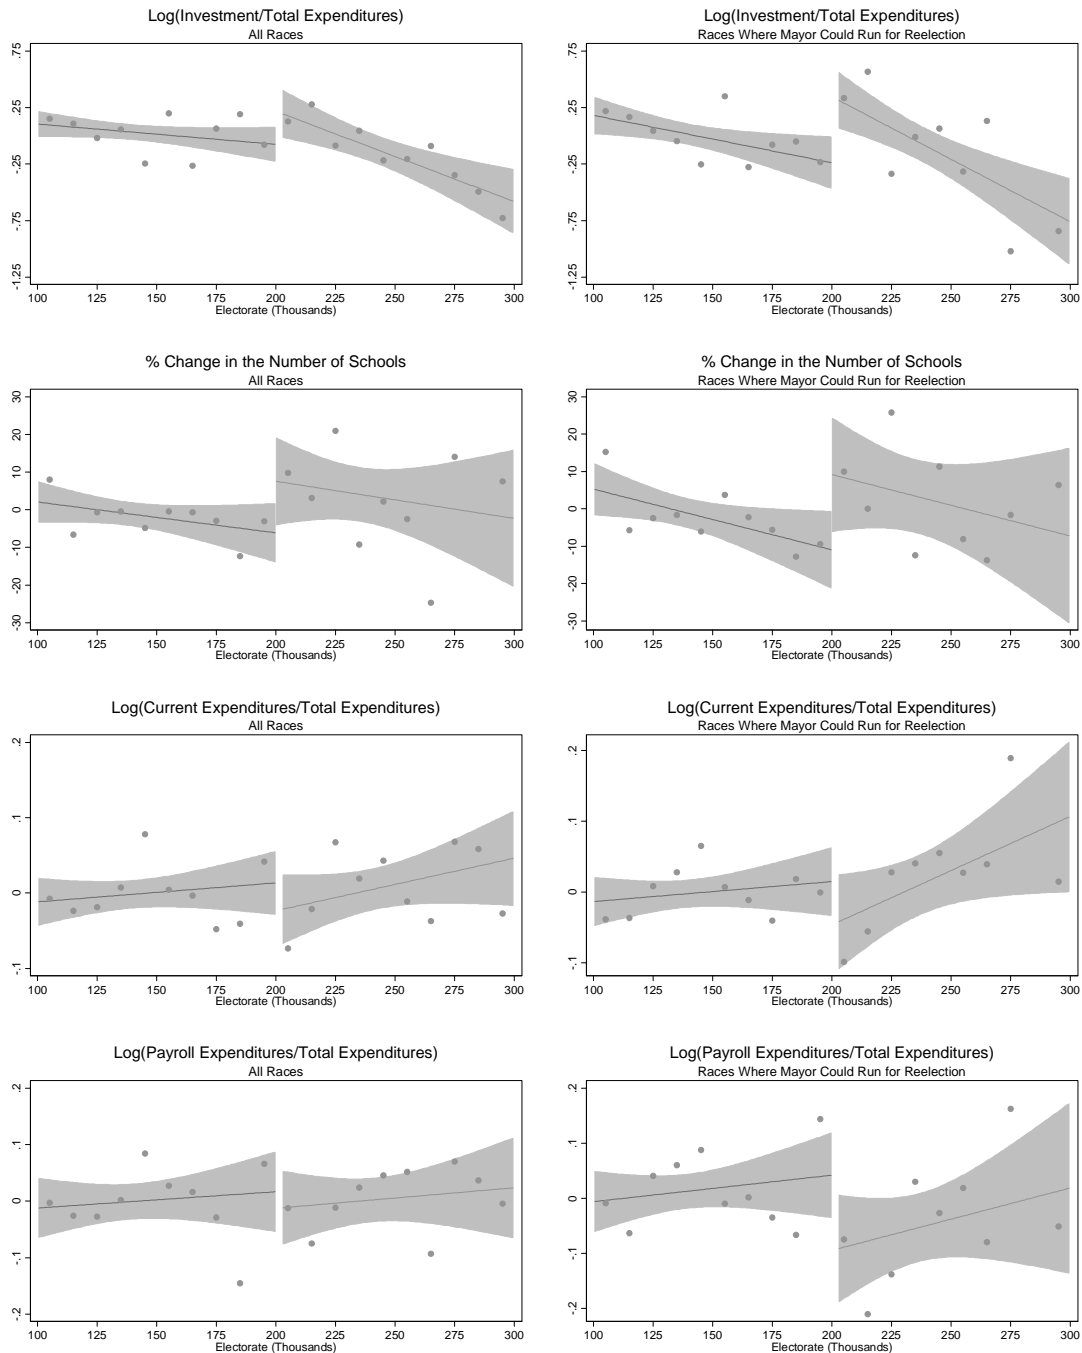 Log(Investment/Total Expenditures)
All Races
.75
.25
-.25
-.75
-1.25
100 125 150 175 200 225 250 275 300
Electorate (Thousands)
Log(Investment/Total Expenditures)
Races Where Mayor Could Run for Reelection
.75
.25
-.25
-.75
-1.25
100 125 150 175 200 225 250 275 300
Electorate (Thousands)
% Change in the Number of Schools
All Races
30
20
10
0
-10
-20
-30
100 125 150 175 200 225 250 275 300
Electorate (Thousands)
% Change in the Number of Schools
Races Where Mayor Could Run for Reelection
30
20
10
0
-10
-20
-30
100 125 150 175 200 225 250 275 300
Electorate (Thousands)
Log(Current Expenditures/Total Expenditures)
All Races
.2
.1
0
-.1
100 125 150 175 200 225 250 275 300
Electorate (Thousands)
Log(Current Expenditures/Total Expenditures)
Races Where Mayor Could Run for Reelection
.2
.1
0
-.1
100 125 150 175 200 225 250 275 300
Electorate (Thousands)
Log(Payroll Expenditures/Total Expenditures)
All Races
.2
.1
0
-.1
-.2
100 125 150 175 200 225 250 275 300
Electorate (Thousands)
Log(Payroll Expenditures/Total Expenditures)
Races Where Mayor Could Run for Reelection
.2
.1
0
-.1
-.2
100 125 150 175 200 225 250 275 300
Electorate (Thousands)